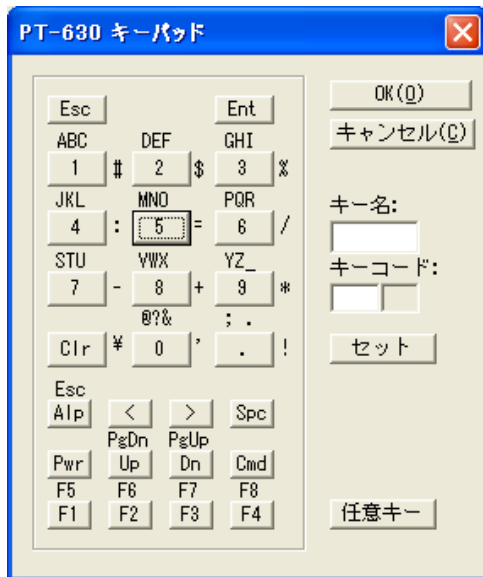 PT-630 キーパッド
Esc Ent OK(O)
キャンセル(C)
ABC DEF GHI
1 # 2 $ 3 %
JKL MNO PQR
4 : 5 = 6 /
キー名:
STU VWX YZ_
キーコード:
7 - 8 + 9 *
@?& ; .
Clr ¥ 0 ' . !
セット
Esc
Alp < > Spc
PgDn PgUp
Pwr Up Dn Cmd
F5 F6 F7 F8
F1 F2 F3 F4
任意キー